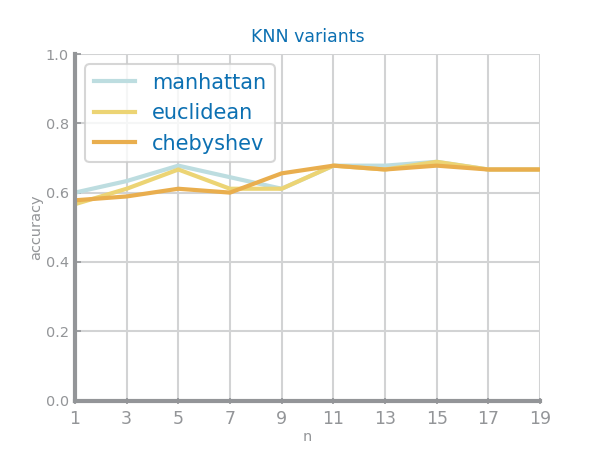 KNN variants
manhattan
euclidean
chebyshev
accuracy
1.0
0.8
0.6
0.4
0.2
0.0
1 3 5 7 9 11 13 15 17 19
n